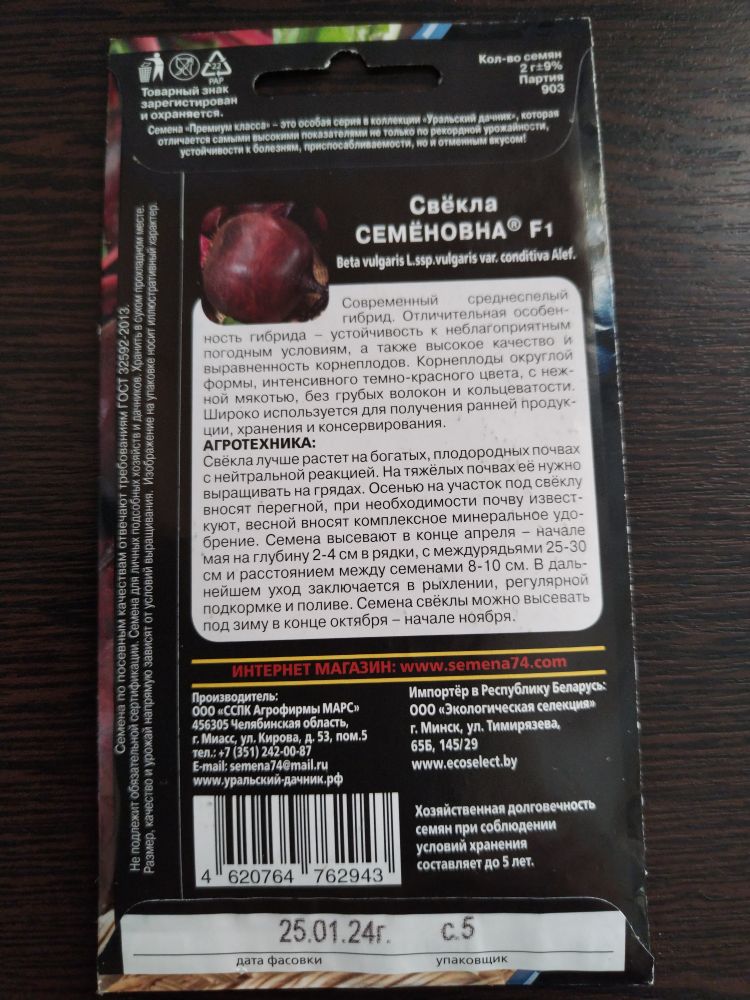 22
PAP
Товарный знак
зарегистрирован
и охраняется.
Кол-во семян
2 г±9%
Партия
903
Семена «Премиум класса» – это особая серия в коллекции «Уральский дачник», которая
отличается самыми высокими показателями не только по рекордной урожайности,
устойчивости к болезням, приспосабливаемости, но и отменным вкусом!
Свёкла
СЕМЁНОВНА® F1
Beta vulgaris L.ssp.vulgaris var. conditiva Alef.
Современный среднеспелый
гибрид. Отличительная особен-
ность гибрида – устойчивость к неблагоприятным
погодным условиям, а также высокое качество и
выравненность корнеплодов. Корнеплоды округлой
формы, интенсивного темно-красного цвета, с неж-
ной мякотью, без грубых волокон и кольцеватости.
Широко используется для получения ранней продук-
ции, хранения и консервирования.
АГРОТЕХНИКА:
Свёкла лучше растет на богатых, плодородных почвах
с нейтральной реакцией. На тяжёлых почвах её нужно
выращивать на грядах. Осенью на участок под свёклу
вносят перегной, при необходимости почву извест-
куют, весной вносят комплексное минеральное удо-
брение. Семена высевают в конце апреля – начале
мая на глубину 2-4 см в рядки, с междурядьями 25-30
см и расстоянием между семенами 8-10 см. В даль-
нейшем уход заключается в рыхлении, регулярной
подкормке и поливе. Семена свёклы можно высевать
под зиму в конце октября – начале ноября.
ИНТЕРНЕТ МАГАЗИН: www.semena74.com
Производитель:
ООО «ССПК Агрофирмы МАРС»
456305 Челябинская область,
г. Миасс, ул. Кирова, д. 53, пом.5
тел.: +7 (351) 242-00-87
E-mail: semena74@mail.ru
www.уральский-дачник.рф
Импортёр в Республику Беларусь:
ООО «Экологическая селекция»
г. Минск, ул. Тимирязева,
65Б, 145/29
www.ecoselect.by
Хозяйственная долговечность
семян при соблюдении
условий хранения
составляет до 5 лет.
4 620764 762943
25.01.24г. с.5
дата фасовки упаковщик
Семена по посевным качествам отвечают требованиям ГОСТ 32592-2013.
Не подлежит обязательной сертификации. Семена для личных подсобных хозяйств и дачников. Хранить в сухом прохладном месте.
Размер, качество и урожай напрямую зависят от условий выращивания. Изображение на упаковке носит иллюстративный характер.